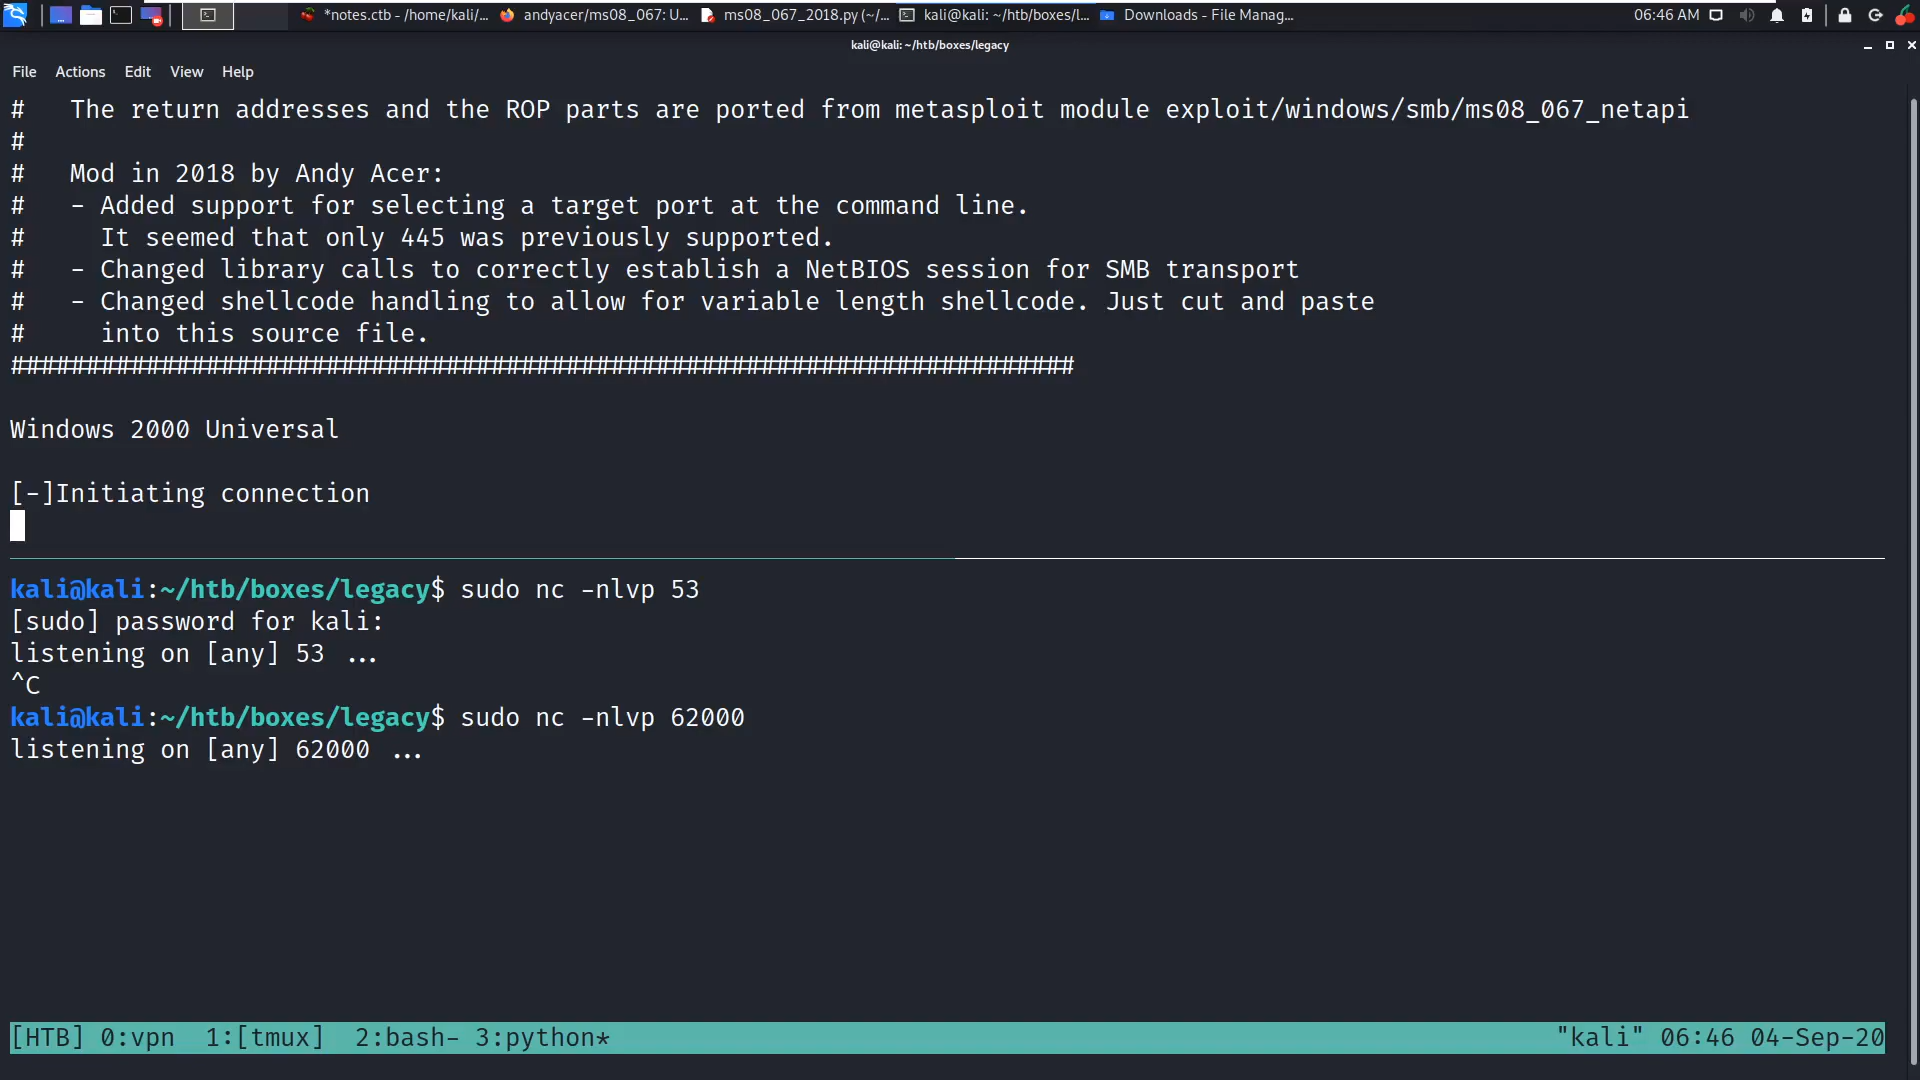 *notes.ctb - /home/kali/... andyacer/ms08_067: U... ms08_067_2018.py (~/... kali@kali: ~/htb/boxes/l... Downloads - File Manag... 06:46 AM
kali@kali: ~/htb/boxes/legacy
File Actions Edit View Help
#   The return addresses and the ROP parts are ported from metasploit module exploit/windows/smb/ms08_067_netapi
#
#   Mod in 2018 by Andy Acer:
#   - Added support for selecting a target port at the command line.
#     It seemed that only 445 was previously supported.
#   - Changed library calls to correctly establish a NetBIOS session for SMB transport
#   - Changed shellcode handling to allow for variable length shellcode. Just cut and paste
#     into this source file.
#######################################################################
Windows 2000 Universal
[-]Initiating connection
kali@kali:~/htb/boxes/legacy$ sudo nc -nlvp 53
[sudo] password for kali:
listening on [any] 53 ...
^C
kali@kali:~/htb/boxes/legacy$ sudo nc -nlvp 62000
listening on [any] 62000 ...
[HTB] 0:vpn  1:[tmux]  2:bash- 3:python* "kali" 06:46 04-Sep-20